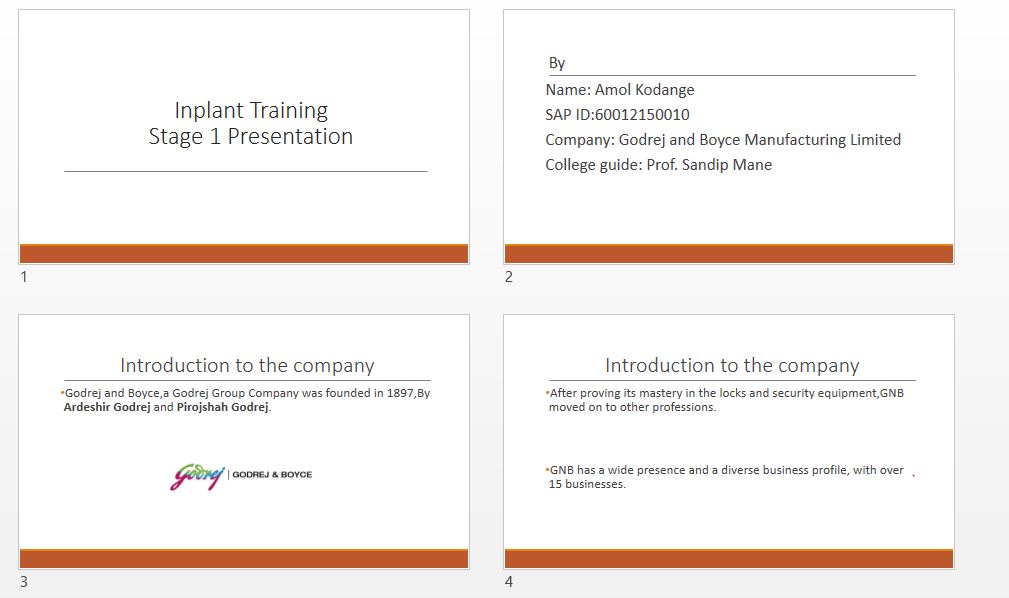 Inplant Training
Stage 1 Presentation
1
By
Name: Amol Kodange
SAP ID:60012150010
Company: Godrej and Boyce Manufacturing Limited
College guide: Prof. Sandip Mane
2
Introduction to the company
•Godrej and Boyce,a Godrej Group Company was founded in 1897,By
Ardeshir Godrej and Pirojshah Godrej.
Godrej | GODREJ & BOYCE
3
Introduction to the company
•After proving its mastery in the locks and security equipment,GNB
moved on to other professions.
•GNB has a wide presence and a diverse business profile, with over .
15 businesses.
4